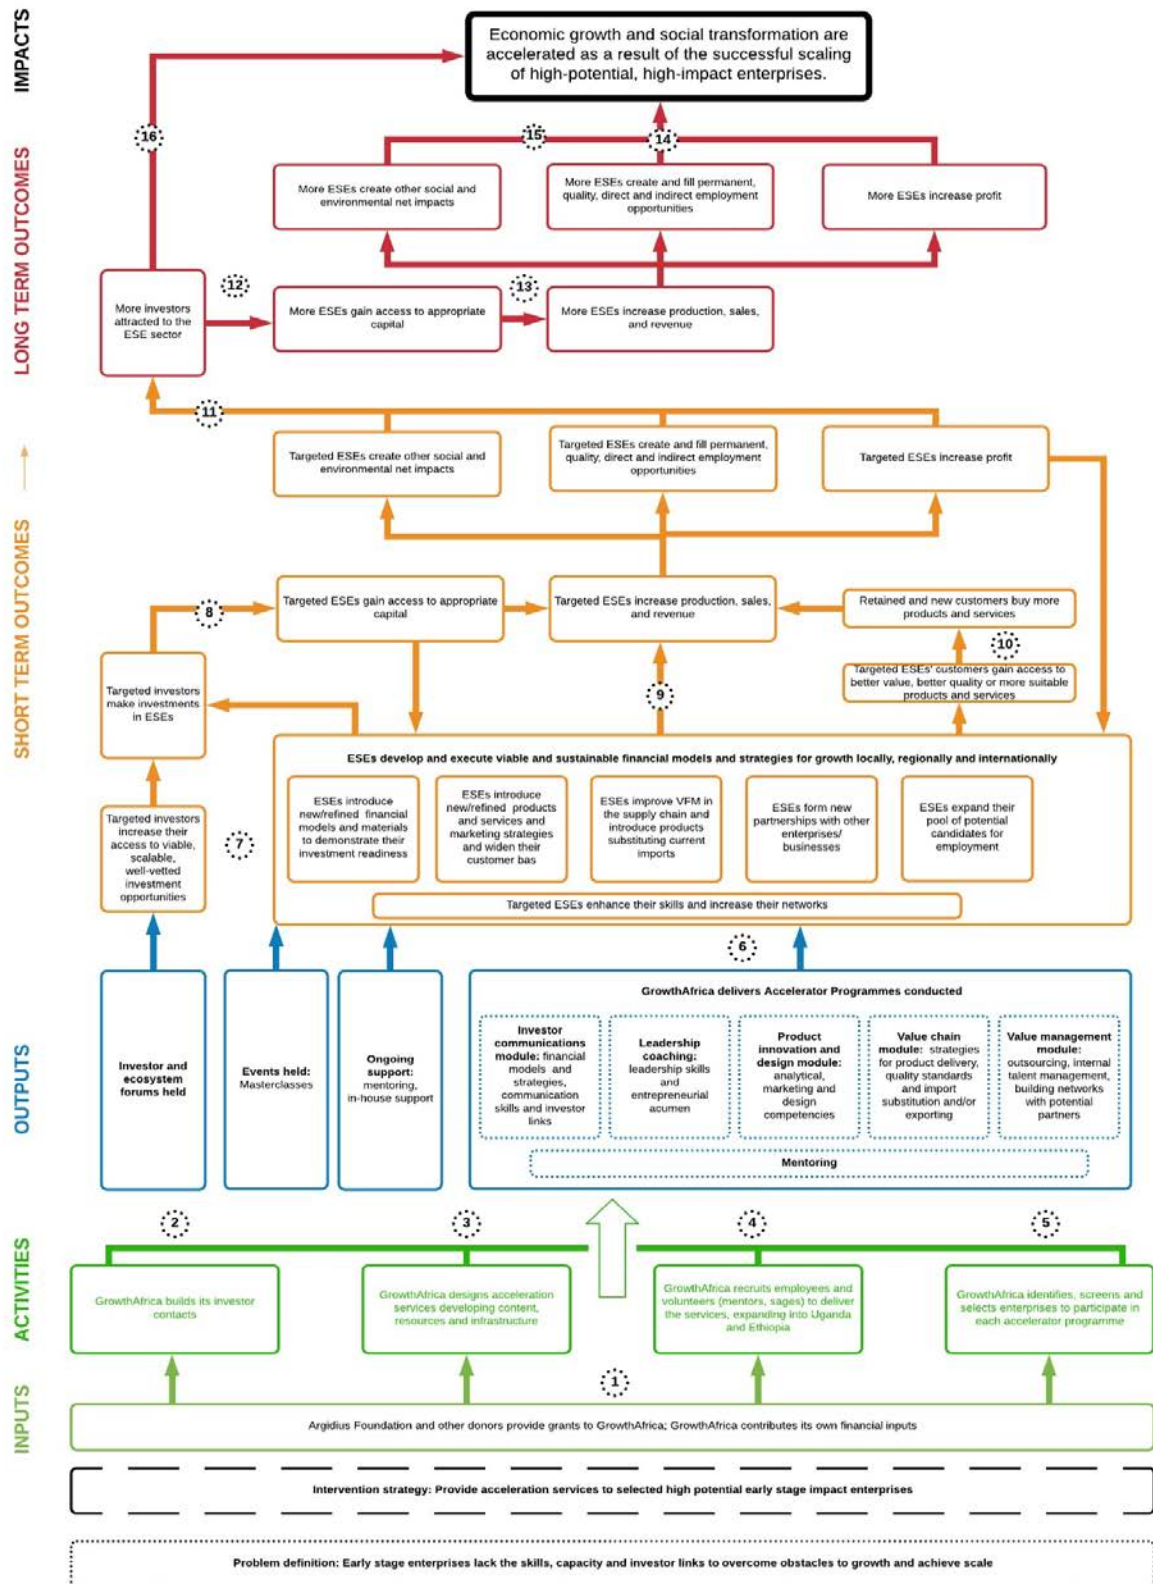 IMPACTS
Economic growth and social transformation are
accelerated as a result of the successful scaling
of high-potential, high-impact enterprises.
16
15
14
LONG TERM OUTCOMES
More ESEs create other social and
environmental net impacts
More ESEs create and fill permanent,
quality, direct and indirect employment
opportunities
More ESEs increase profit
12
13
More investors
attracted to the
ESE sector
More ESEs gain access to appropriate
capital
More ESEs increase production, sales,
and revenue
11
SHORT TERM OUTCOMES
Targeted ESEs create other social and
environmental net impacts
Targeted ESEs create and fill permanent,
quality, direct and indirect employment
opportunities
Targeted ESEs increase profit
8
Targeted ESEs gain access to appropriate
capital
Targeted ESEs increase production, sales,
and revenue
Retained and new customers buy more
products and services
10
Targeted ESEs' customers gain access to
better value, better quality or more suitable
products and services
Targeted investors
make investments
in ESEs
9
ESEs develop and execute viable and sustainable financial models and strategies for growth locally, regionally and internationally
Targeted investors
increase their
access to viable,
scalable,
well-vetted
investment
opportunities
7
ESEs introduce
new/refined financial
models and materials
to demonstrate their
investment readiness
ESEs introduce
new/refined products
and services and
marketing strategies
and widen their
customer bas
ESEs improve VFM in
the supply chain and
introduce products
substituting current
imports
ESEs form new
partnerships with other
enterprises/
businesses
ESEs expand their
pool of potential
candidates for
employment
Targeted ESEs enhance their skills and increase their networks
6
OUTPUTS
Investor and
ecosystem
forums held
Events held:
Masterclasses
Ongoing
support:
mentoring,
in-house support
GrowthAfrica delivers Accelerator Programmes conducted
Investor
communications
module: financial
models and
strategies,
communication
skills and investor
links
Leadership
coaching:
leadership skills
and
entrepreneurial
acumen
Product
innovation and
design module:
analytical,
marketing and
design
competencies
Value chain
module: strategies
for product delivery,
quality standards
and import
substitution and/or
exporting
Value management
module:
outsourcing, internal
talent management,
building networks
with potential
partners
Mentoring
2
3
4
5
ACTIVITIES
GrowthAfrica builds its investor
contacts
GrowthAfrica designs acceleration
services developing content,
resources and infrastructure
GrowthAfrica recruits employees and
volunteers (mentors, sages) to deliver
the services, expanding into Uganda
and Ethiopia
GrowthAfrica identifies, screens and
selects enterprises to participate in
each accelerator programme
1
INPUTS
Argidius Foundation and other donors provide grants to GrowthAfrica; GrowthAfrica contributes its own financial inputs
Intervention strategy: Provide acceleration services to selected high potential early stage impact enterprises
Problem definition: Early stage enterprises lack the skills, capacity and investor links to overcome obstacles to growth and achieve scale